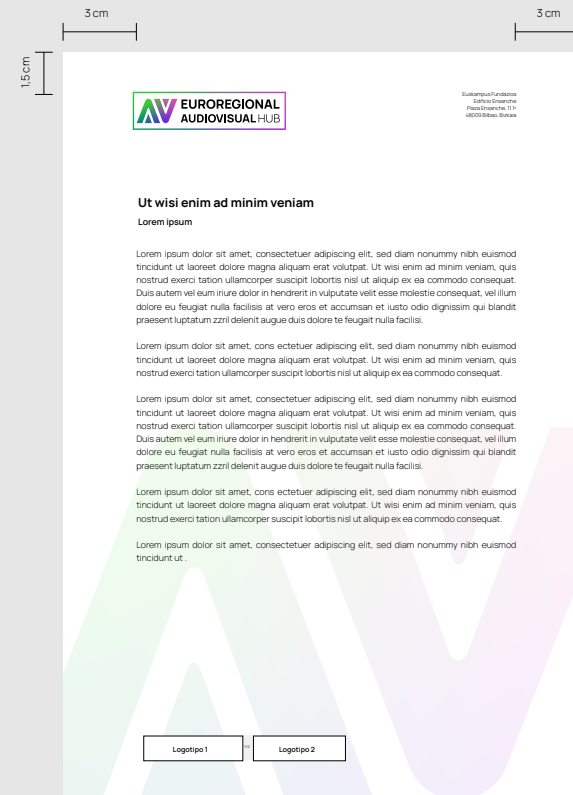 3 cm
3 cm
1,5 cm
EUROREGIONAL
AUDIOVISUAL HUB
Euskampus Fundazioa
Edificio Ensanche
Plaza Ensanche, 11 1º
48009 Bilbao, Bizkaia
Ut wisi enim ad minim veniam
Lorem ipsum
Lorem ipsum dolor sit amet, consectetuer adipiscing elit, sed diam nonummy nibh euismod
tincidunt ut laoreet dolore magna aliquam erat volutpat. Ut wisi enim ad minim veniam, quis
nostrud exerci tation ullamcorper suscipit lobortis nisl ut aliquip ex ea commodo consequat.
Duis autem vel eum iriure dolor in hendrerit in vulputate velit esse molestie consequat, vel illum
dolore eu feugiat nulla facilisis at vero eros et accumsan et iusto odio dignissim qui blandit
praesent luptatum zzril delenit augue duis dolore te feugait nulla facilisi.
Lorem ipsum dolor sit amet, cons ectetuer adipiscing elit, sed diam nonummy nibh euismod
tincidunt ut laoreet dolore magna aliquam erat volutpat. Ut wisi enim ad minim veniam, quis
nostrud exerci tation ullamcorper suscipit lobortis nisl ut aliquip ex ea commodo consequat.
Lorem ipsum dolor sit amet, consectetuer adipiscing elit, sed diam nonummy nibh euismod
tincidunt ut laoreet dolore magna aliquam erat volutpat. Ut wisi enim ad minim veniam, quis
nostrud exerci tation ullamcorper suscipit lobortis nisl ut aliquip ex ea commodo consequat.
Duis autem vel eum iriure dolor in hendrerit in vulputate velit esse molestie consequat, vel illum
dolore eu feugiat nulla facilisis at vero eros et accumsan et iusto odio dignissim qui blandit
praesent luptatum zzril delenit augue duis dolore te feugait nulla facilisi.
Lorem ipsum dolor sit amet, cons ectetuer adipiscing elit, sed diam nonummy nibh euismod
tincidunt ut laoreet dolore magna aliquam erat volutpat. Ut wisi enim ad minim veniam, quis
nostrud exerci tation ullamcorper suscipit lobortis nisl ut aliquip ex ea commodo consequat.
Lorem ipsum dolor sit amet, consectetuer adipiscing elit, sed diam nonummy nibh euismod
tincidunt ut .
Logotipo 1
Logotipo 2